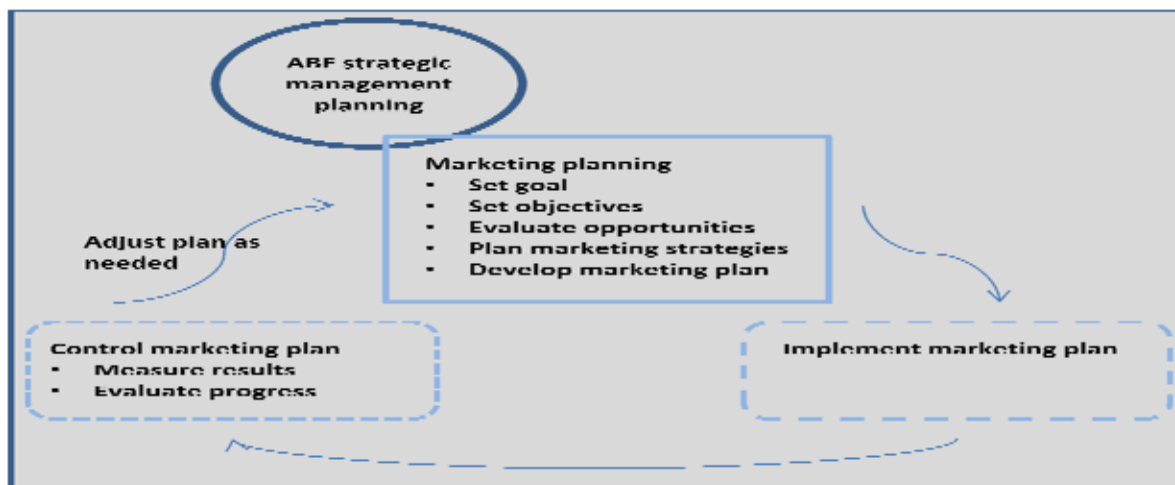 ARF strategic
management
planning
Marketing planning
▪ Set goal
▪ Set objectives
▪ Evaluate opportunities
▪ Plan marketing strategies
▪ Develop marketing plan
Adjust plan as
needed
Control marketing plan
▪ Measure results
▪ Evaluate progress
Implement marketing plan